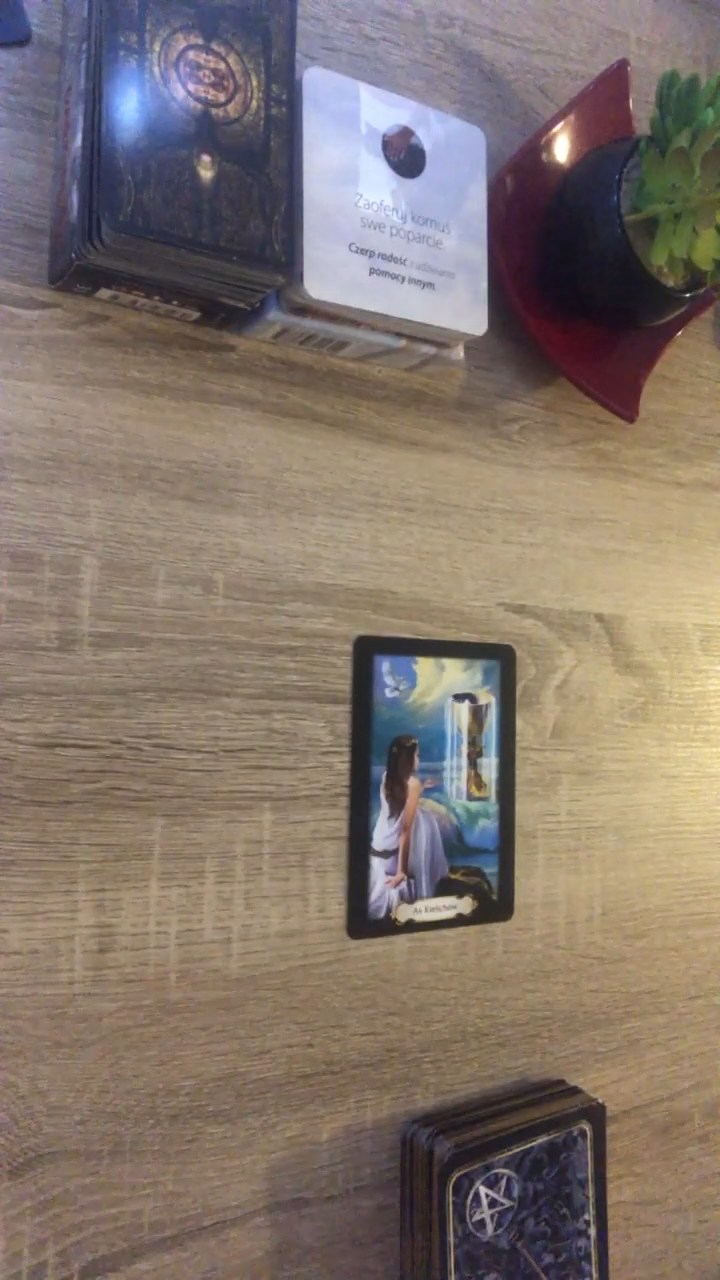 Zaoferuj komuś
swe poparcie.
Czerp radość z udzielania
pomocy innym.
As Kielichów